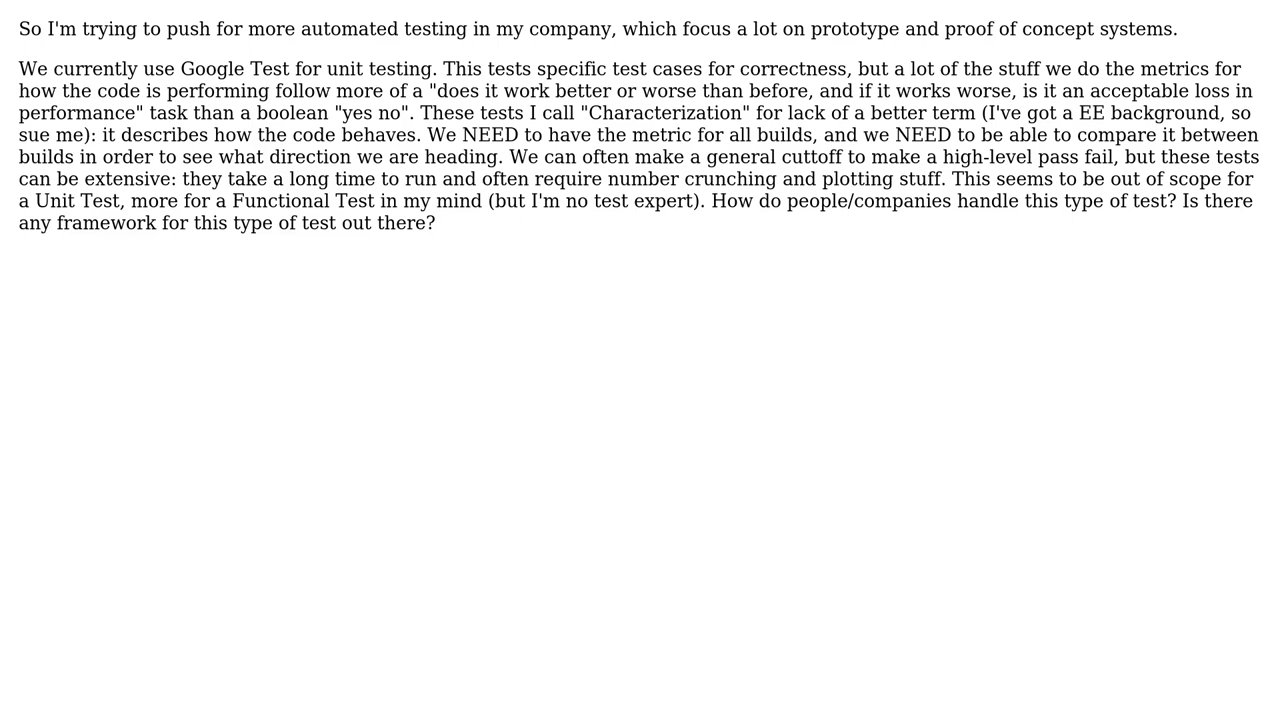 So I'm trying to push for more automated testing in my company, which focus a lot on prototype and proof of concept systems.
We currently use Google Test for unit testing. This tests specific test cases for correctness, but a lot of the stuff we do the metrics for
how the code is performing follow more of a "does it work better or worse than before, and if it works worse, is it an acceptable loss in
performance" task than a boolean "yes no". These tests I call "Characterization" for lack of a better term (I've got a EE background, so
sue me): it describes how the code behaves. We NEED to have the metric for all builds, and we NEED to be able to compare it between
builds in order to see what direction we are heading. We can often make a general cuttoff to make a high-level pass fail, but these tests
can be extensive: they take a long time to run and often require number crunching and plotting stuff. This seems to be out of scope for
a Unit Test, more for a Functional Test in my mind (but I'm no test expert). How do people/companies handle this type of test? Is there
any framework for this type of test out there?